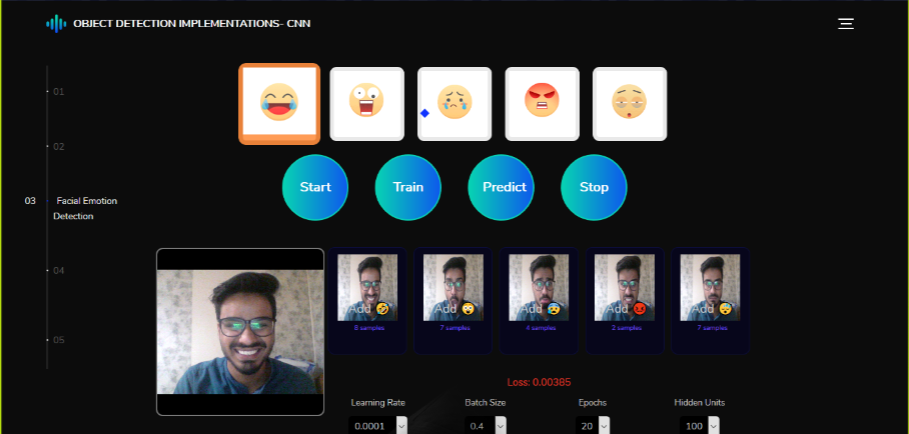 OBJECT DETECTION IMPLEMENTATIONS- CNN
01
02
03 Facial Emotion
Detection
04
05
Start Train Predict Stop
Add Add Add Add Add
8 samples 7 samples 4 samples 2 samples 7 samples
Loss: 0.00385
Learning Rate Batch Size Epochs Hidden Units
0.0001 0.4 20 100